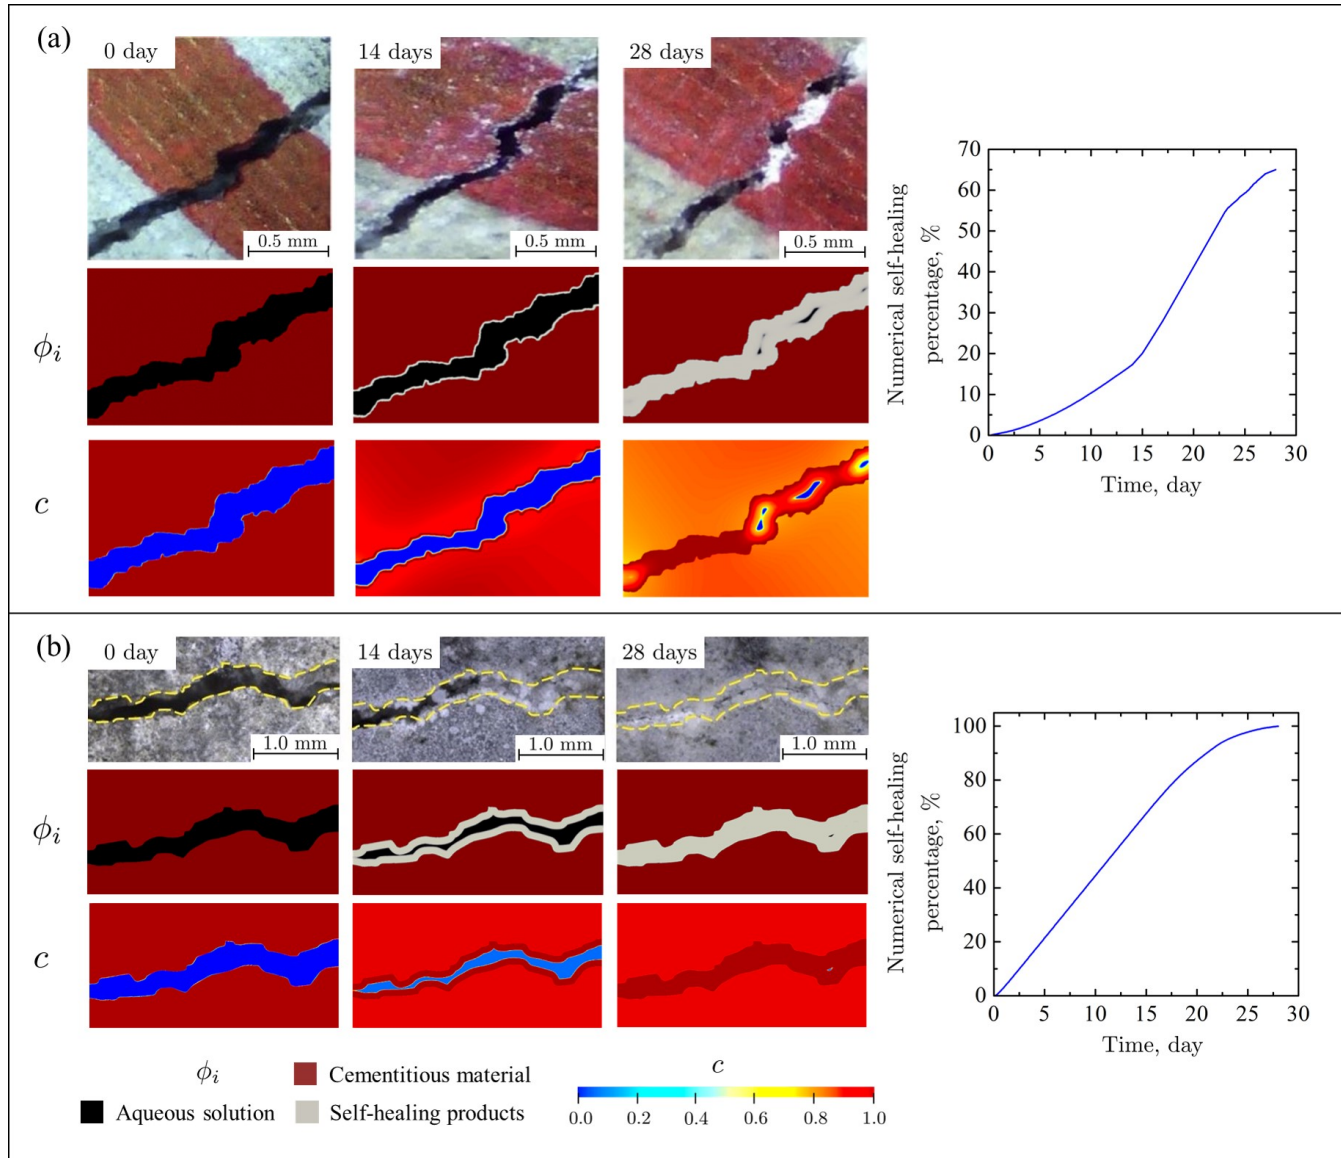 (a)
0 day
14 days
28 days
0.5 mm
0.5 mm
0.5 mm
ϕi
c
Numerical self-healing
percentage, %
70
60
50
40
30
20
10
0
0 5 10 15 20 25 30
Time, day
(b)
0 day
14 days
28 days
1.0 mm
1.0 mm
1.0 mm
ϕi
c
Numerical self-healing
percentage, %
100
80
60
40
20
0
0 5 10 15 20 25 30
Time, day
ϕi
Cementitious material
Aqueous solution
Self-healing products
c
0.0 0.2 0.4 0.6 0.8 1.0